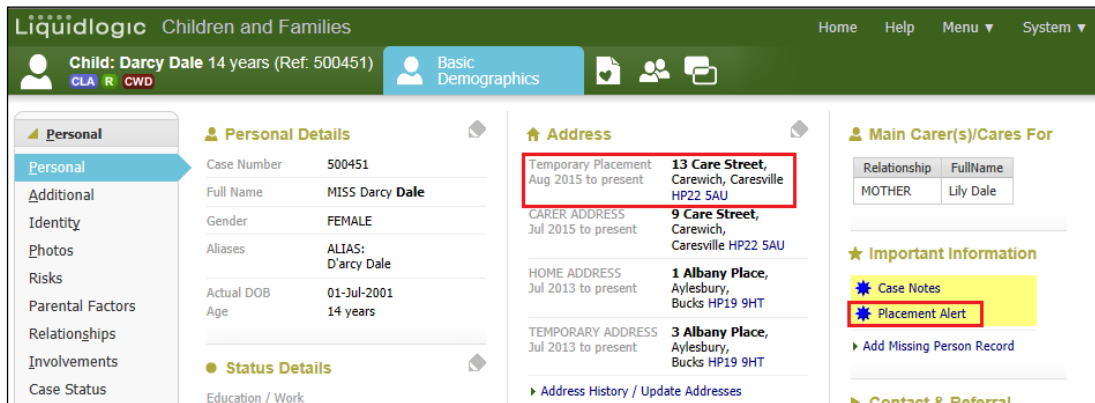 Liquidlogic Children and Families
Home Help Menu ▼ System ▼
Child: Darcy Dale 14 years (Ref: 500451)
CLA R CWD
Basic
Demographics
Personal
Personal
Additional
Identity
Photos
Risks
Parental Factors
Relationships
Involvements
Case Status
Personal Details
Case Number 500451
Full Name MISS Darcy Dale
Gender FEMALE
Aliases ALIAS:
D'arcy Dale
Actual DOB 01-Jul-2001
Age 14 years
Status Details
Education / Work
Address
Temporary Placement 13 Care Street,
Aug 2015 to present Carewich, Caresville
HP22 5AU
CARER ADDRESS 9 Care Street,
Jul 2015 to present Carewich,
Caresville HP22 5AU
HOME ADDRESS 1 Albany Place,
Jul 2013 to present Aylesbury,
Bucks HP19 9HT
TEMPORARY ADDRESS 3 Albany Place,
Jul 2013 to present Aylesbury,
Bucks HP19 9HT
Address History / Update Addresses
Main Carer(s)/Cares For
Relationship FullName
MOTHER Lily Dale
Important Information
Case Notes
Placement Alert
Add Missing Person Record
Contact & Referral